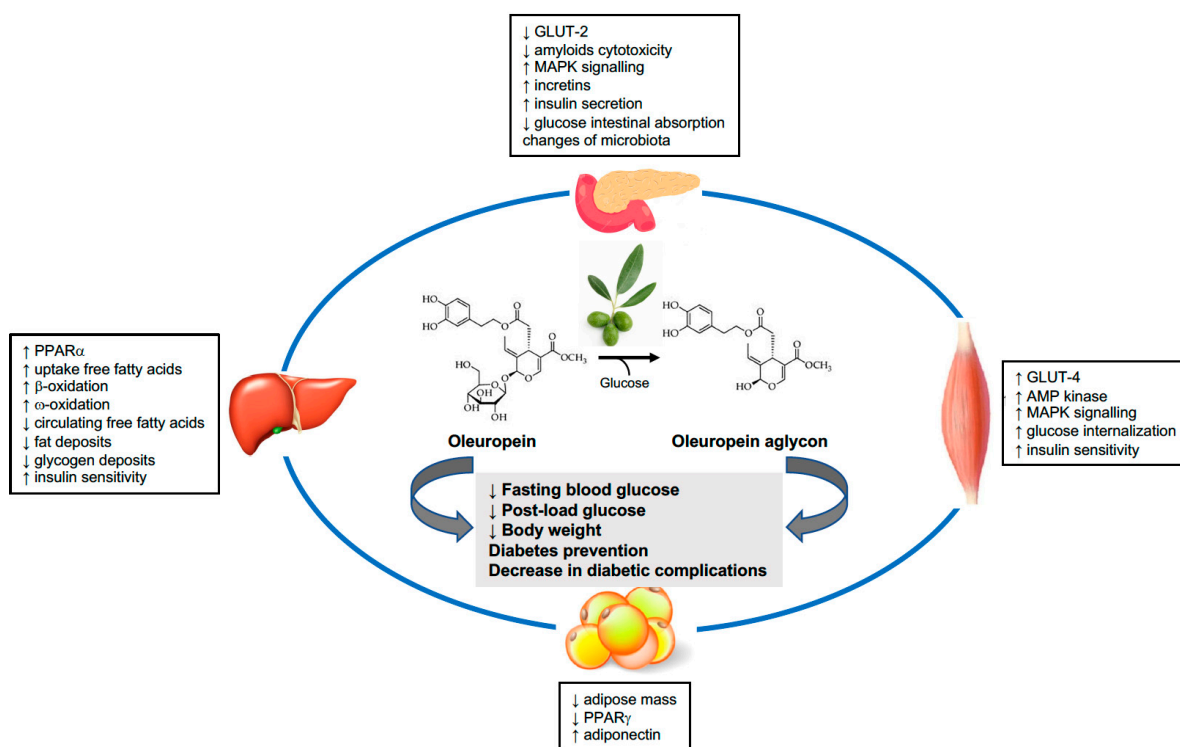 ↓ GLUT-2
↓ amyloids cytotoxicity
↑ MAPK signalling
↑ incretins
↑ insulin secretion
↓ glucose intestinal absorption
changes of microbiota
↑ PPARα
↑ uptake free fatty acids
↑ β-oxidation
↑ ω-oxidation
↓ circulating free fatty acids
↓ fat deposits
↓ glycogen deposits
↑ insulin sensitivity
HO
HO
O
O
O
OCH3
HO
O
O
O
OH
HO
OH
OH
Oleuropein
Glucose
HO
HO
O
O
O
OCH3
HO
O
Oleuropein aglycon
↑ GLUT-4
↑ AMP kinase
↑ MAPK signalling
↑ glucose internalization
↑ insulin sensitivity
↓ Fasting blood glucose
↓ Post-load glucose
↓ Body weight
Diabetes prevention
Decrease in diabetic complications
↓ adipose mass
↓ PPARγ
↑ adiponectin